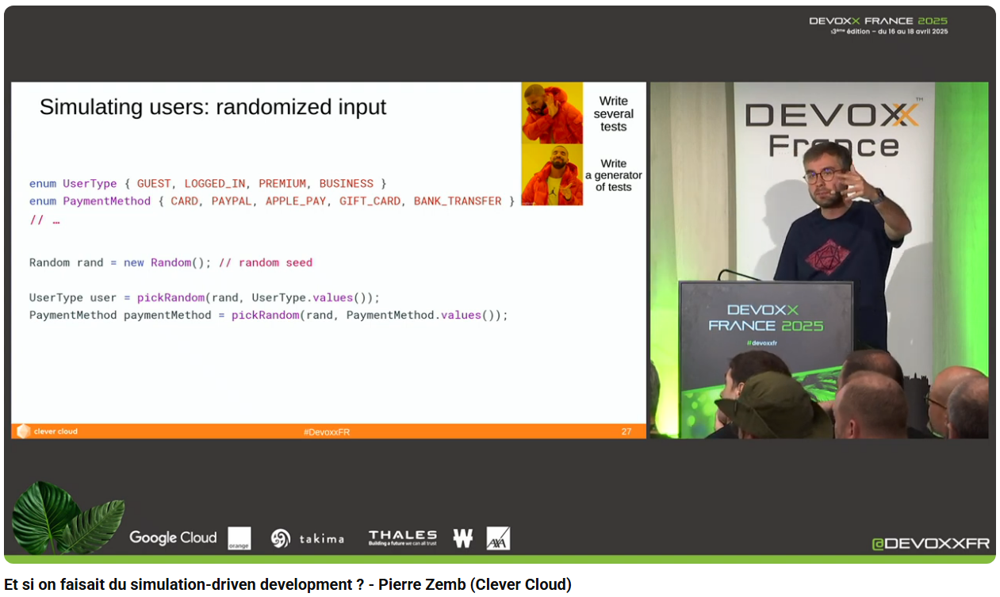 DEVOXX FRANCE 2025
13ème édition – du 16 au 18 avril 2025
Simulating users: randomized input
Write
several
tests
Write
a generator
of tests
enum UserType { GUEST, LOGGED_IN, PREMIUM, BUSINESS }
enum PaymentMethod { CARD, PAYPAL, APPLE_PAY, GIFT_CARD, BANK_TRANSFER }
// …
Random rand = new Random(); // random seed
UserType user = pickRandom(rand, UserType.values());
PaymentMethod paymentMethod = pickRandom(rand, PaymentMethod.values());
clever cloud
#DevoxxFR
27
DEVOXX™
France
DEVOXX
FRANCE 2025
#devoxxfr
Google Cloud
orange
takima
THALES
Building a future we can all trust
W
AXA
@DEVOXXFR
Et si on faisait du simulation-driven development ? - Pierre Zemb (Clever Cloud)